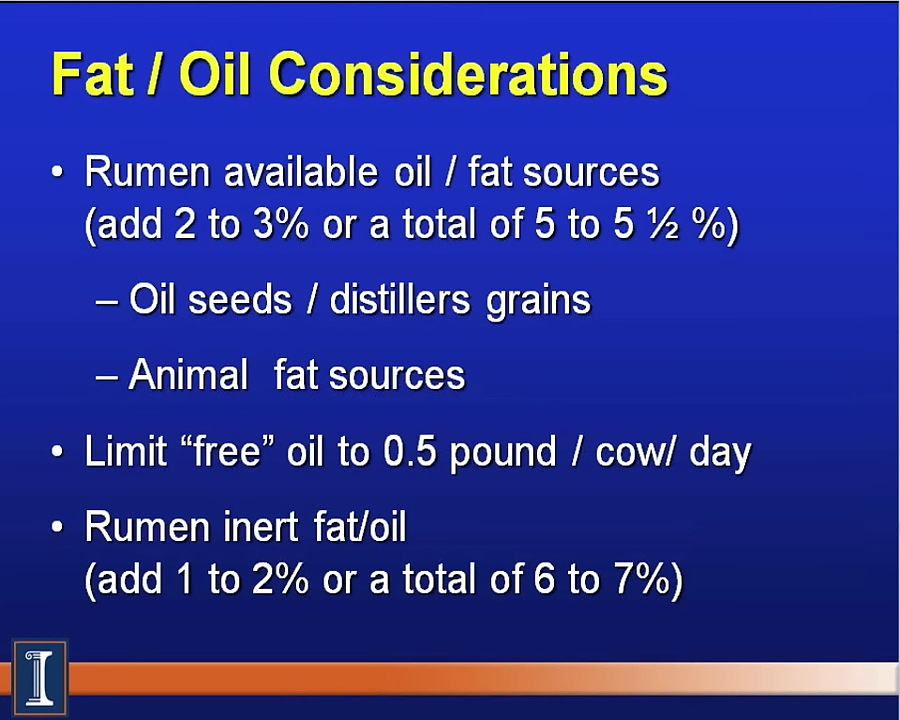 Fat / Oil Considerations
• Rumen available oil / fat sources
(add 2 to 3% or a total of 5 to 5 ½ %)
– Oil seeds / distillers grains
– Animal fat sources
• Limit “free” oil to 0.5 pound / cow/ day
• Rumen inert fat/oil
(add 1 to 2% or a total of 6 to 7%)
I